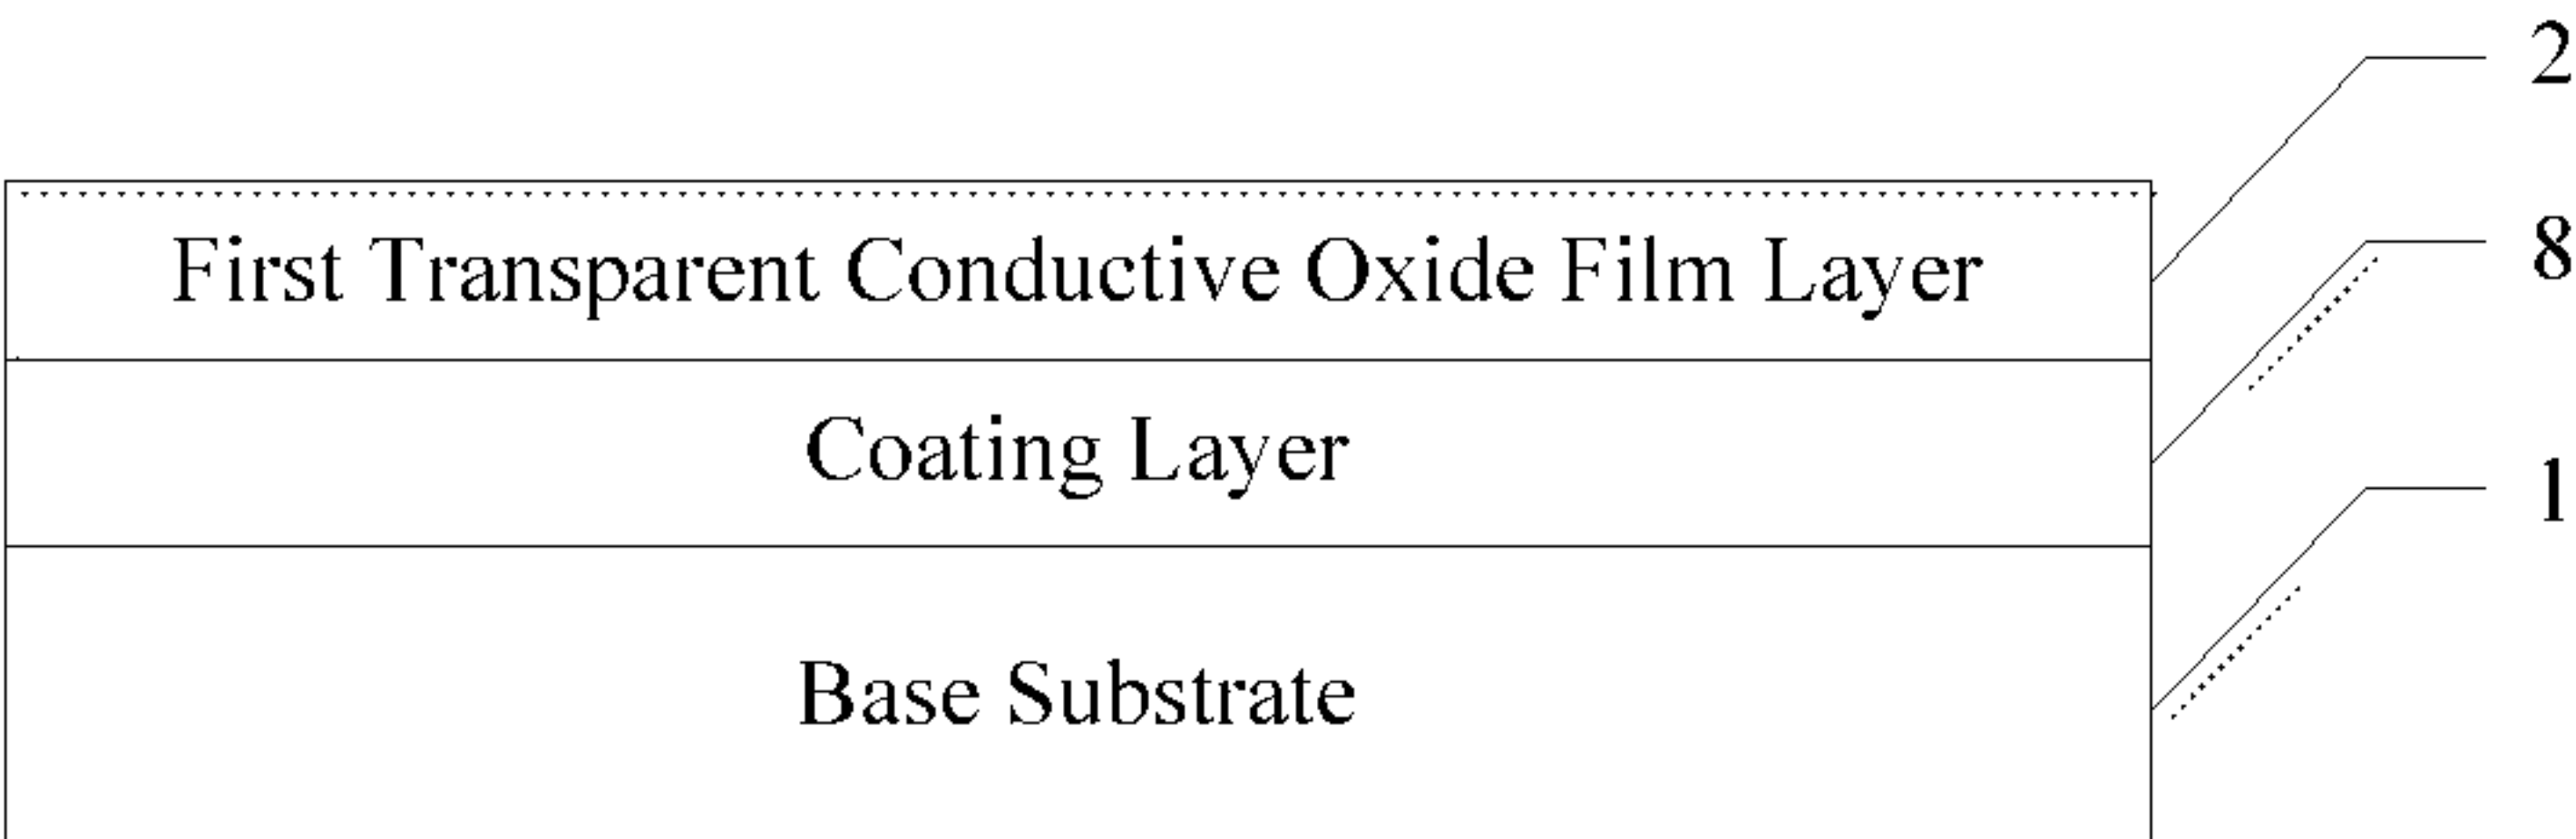 2
First Transparent Conductive Oxide Film Layer
8
Coating Layer
1
Base Substrate